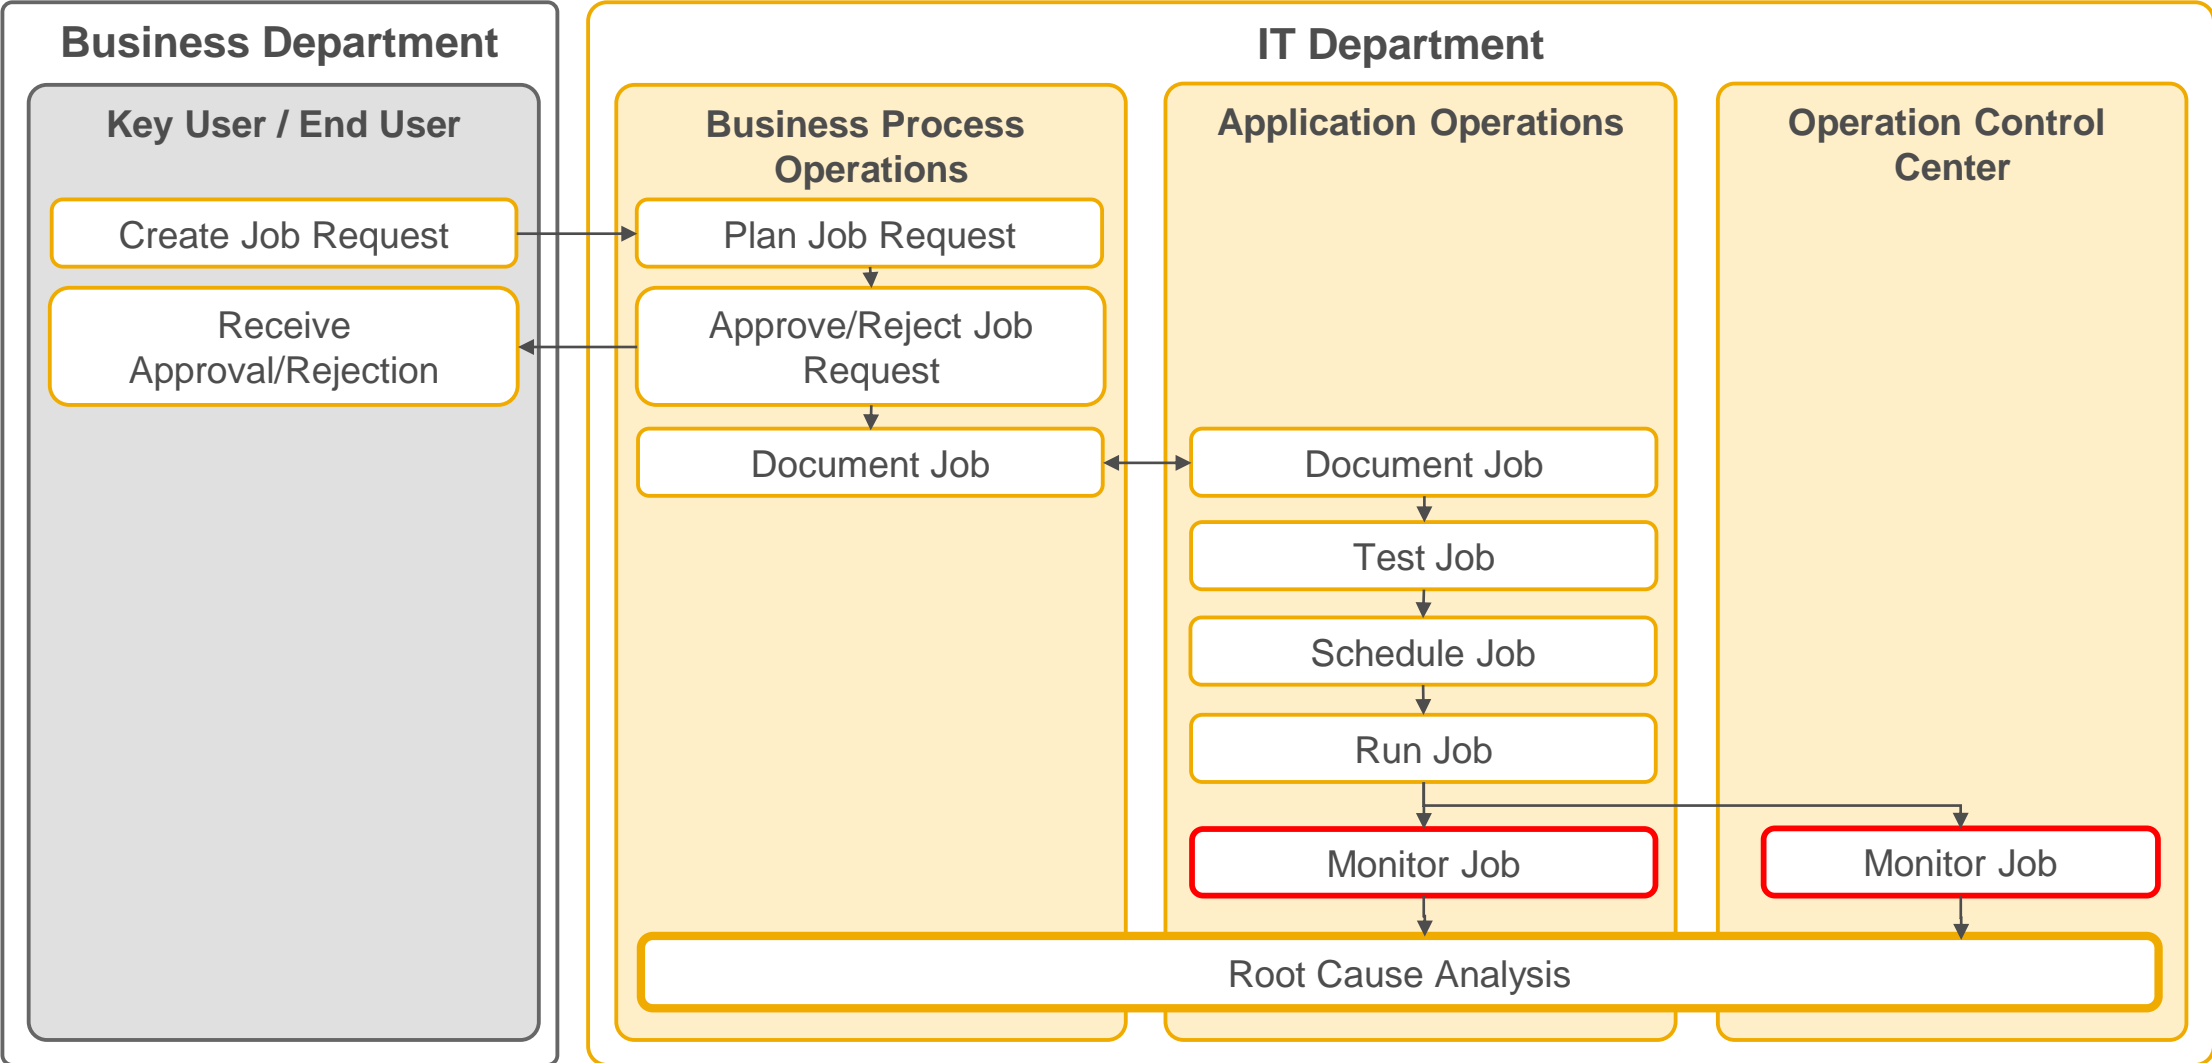 Business Department
Key User / End User
Create Job Request
Receive
Approval/Rejection
IT Department
Business Process
Operations
Plan Job Request
Approve/Reject Job
Request
Document Job
Application Operations
Document Job
Test Job
Schedule Job
Run Job
Monitor Job
Operation Control
Center
Monitor Job
Root Cause Analysis